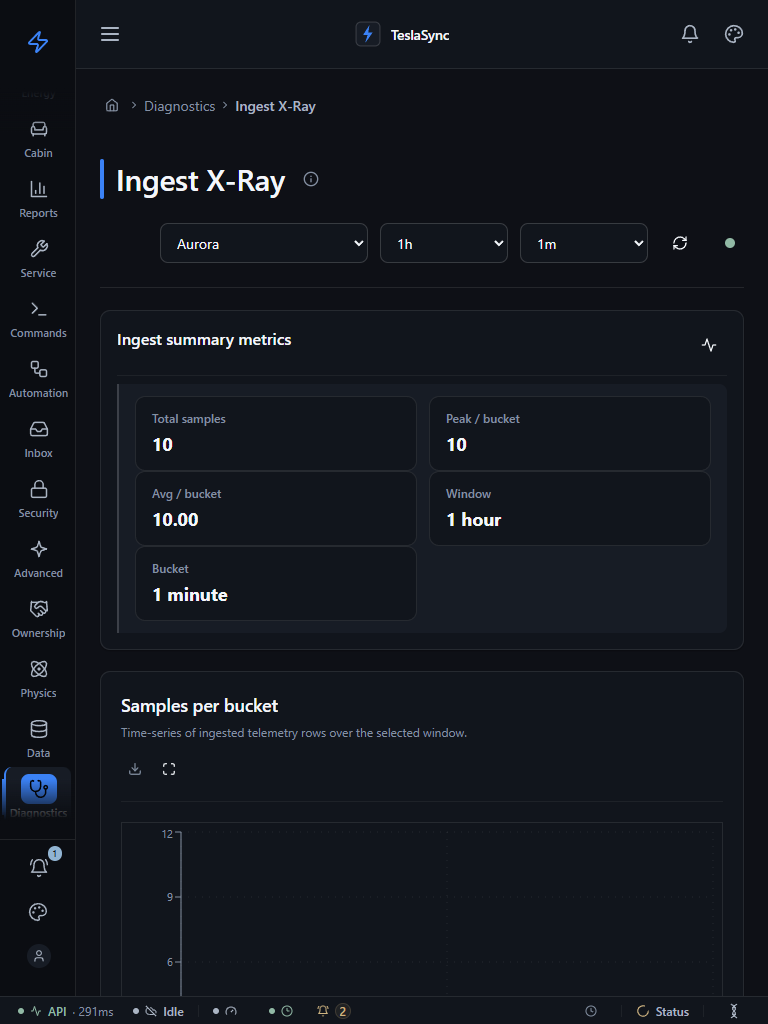 TeslaSync
Energy
Cabin
Reports
Service
Commands
Automation
Inbox
Security
Advanced
Ownership
Physics
Data
Diagnostics
1
Diagnostics
Ingest X-Ray
Ingest X-Ray
Aurora
1h
1m
Ingest summary metrics
Total samples
10
Peak / bucket
10
Avg / bucket
10.00
Window
1 hour
Bucket
1 minute
Samples per bucket
Time-series of ingested telemetry rows over the selected window.
12
9
6
API · 291ms
Idle
2
Status